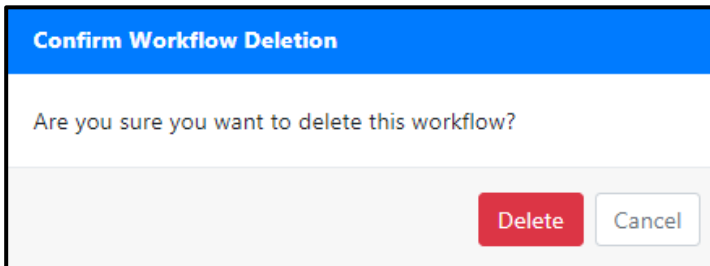 Confirm Workflow Deletion
Are you sure you want to delete this workflow?
Delete Cancel